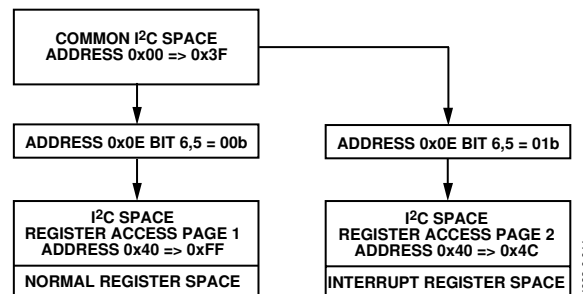 COMMON I²C SPACE
ADDRESS 0x00 => 0x3F
ADDRESS 0x0E BIT 6,5 = 00b
ADDRESS 0x0E BIT 6,5 = 01b
I²C SPACE
REGISTER ACCESS PAGE 1
ADDRESS 0x40 => 0xFF
NORMAL REGISTER SPACE
I²C SPACE
REGISTER ACCESS PAGE 2
ADDRESS 0x40 => 0x4C
INTERRUPT REGISTER SPACE